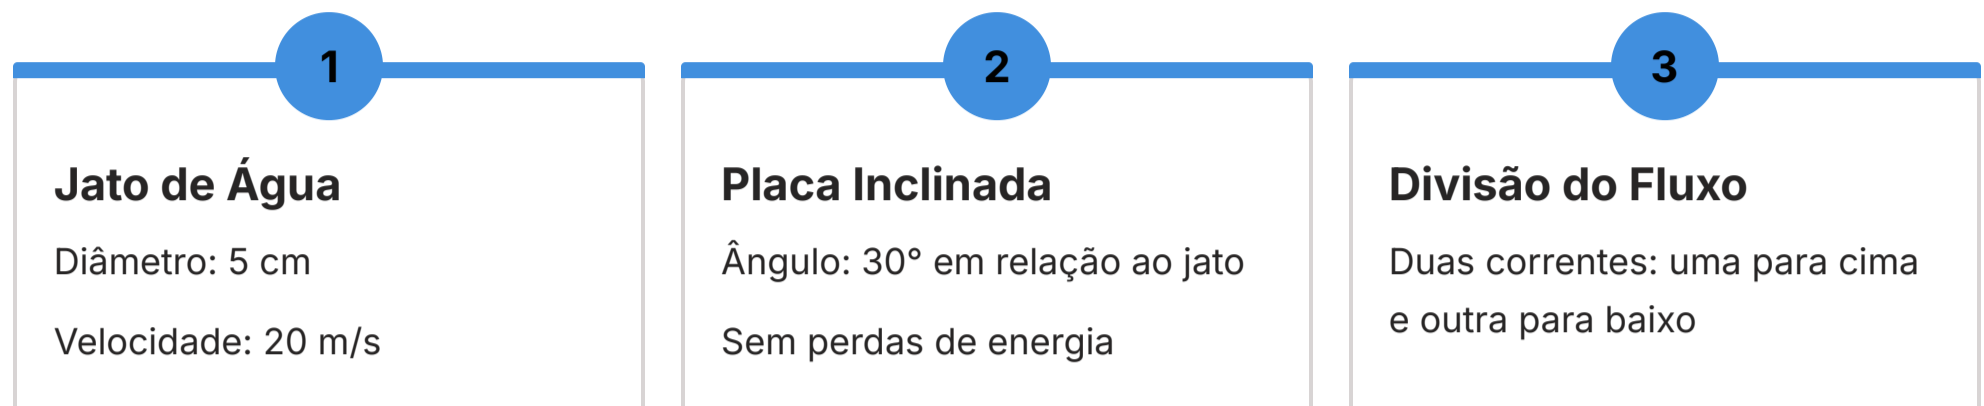 1
Jato de Água
Diâmetro: 5 cm
Velocidade: 20 m/s
2
Placa Inclinada
Ângulo: 30° em relação ao jato
Sem perdas de energia
3
Divisão do Fluxo
Duas correntes: uma para cima
e outra para baixo